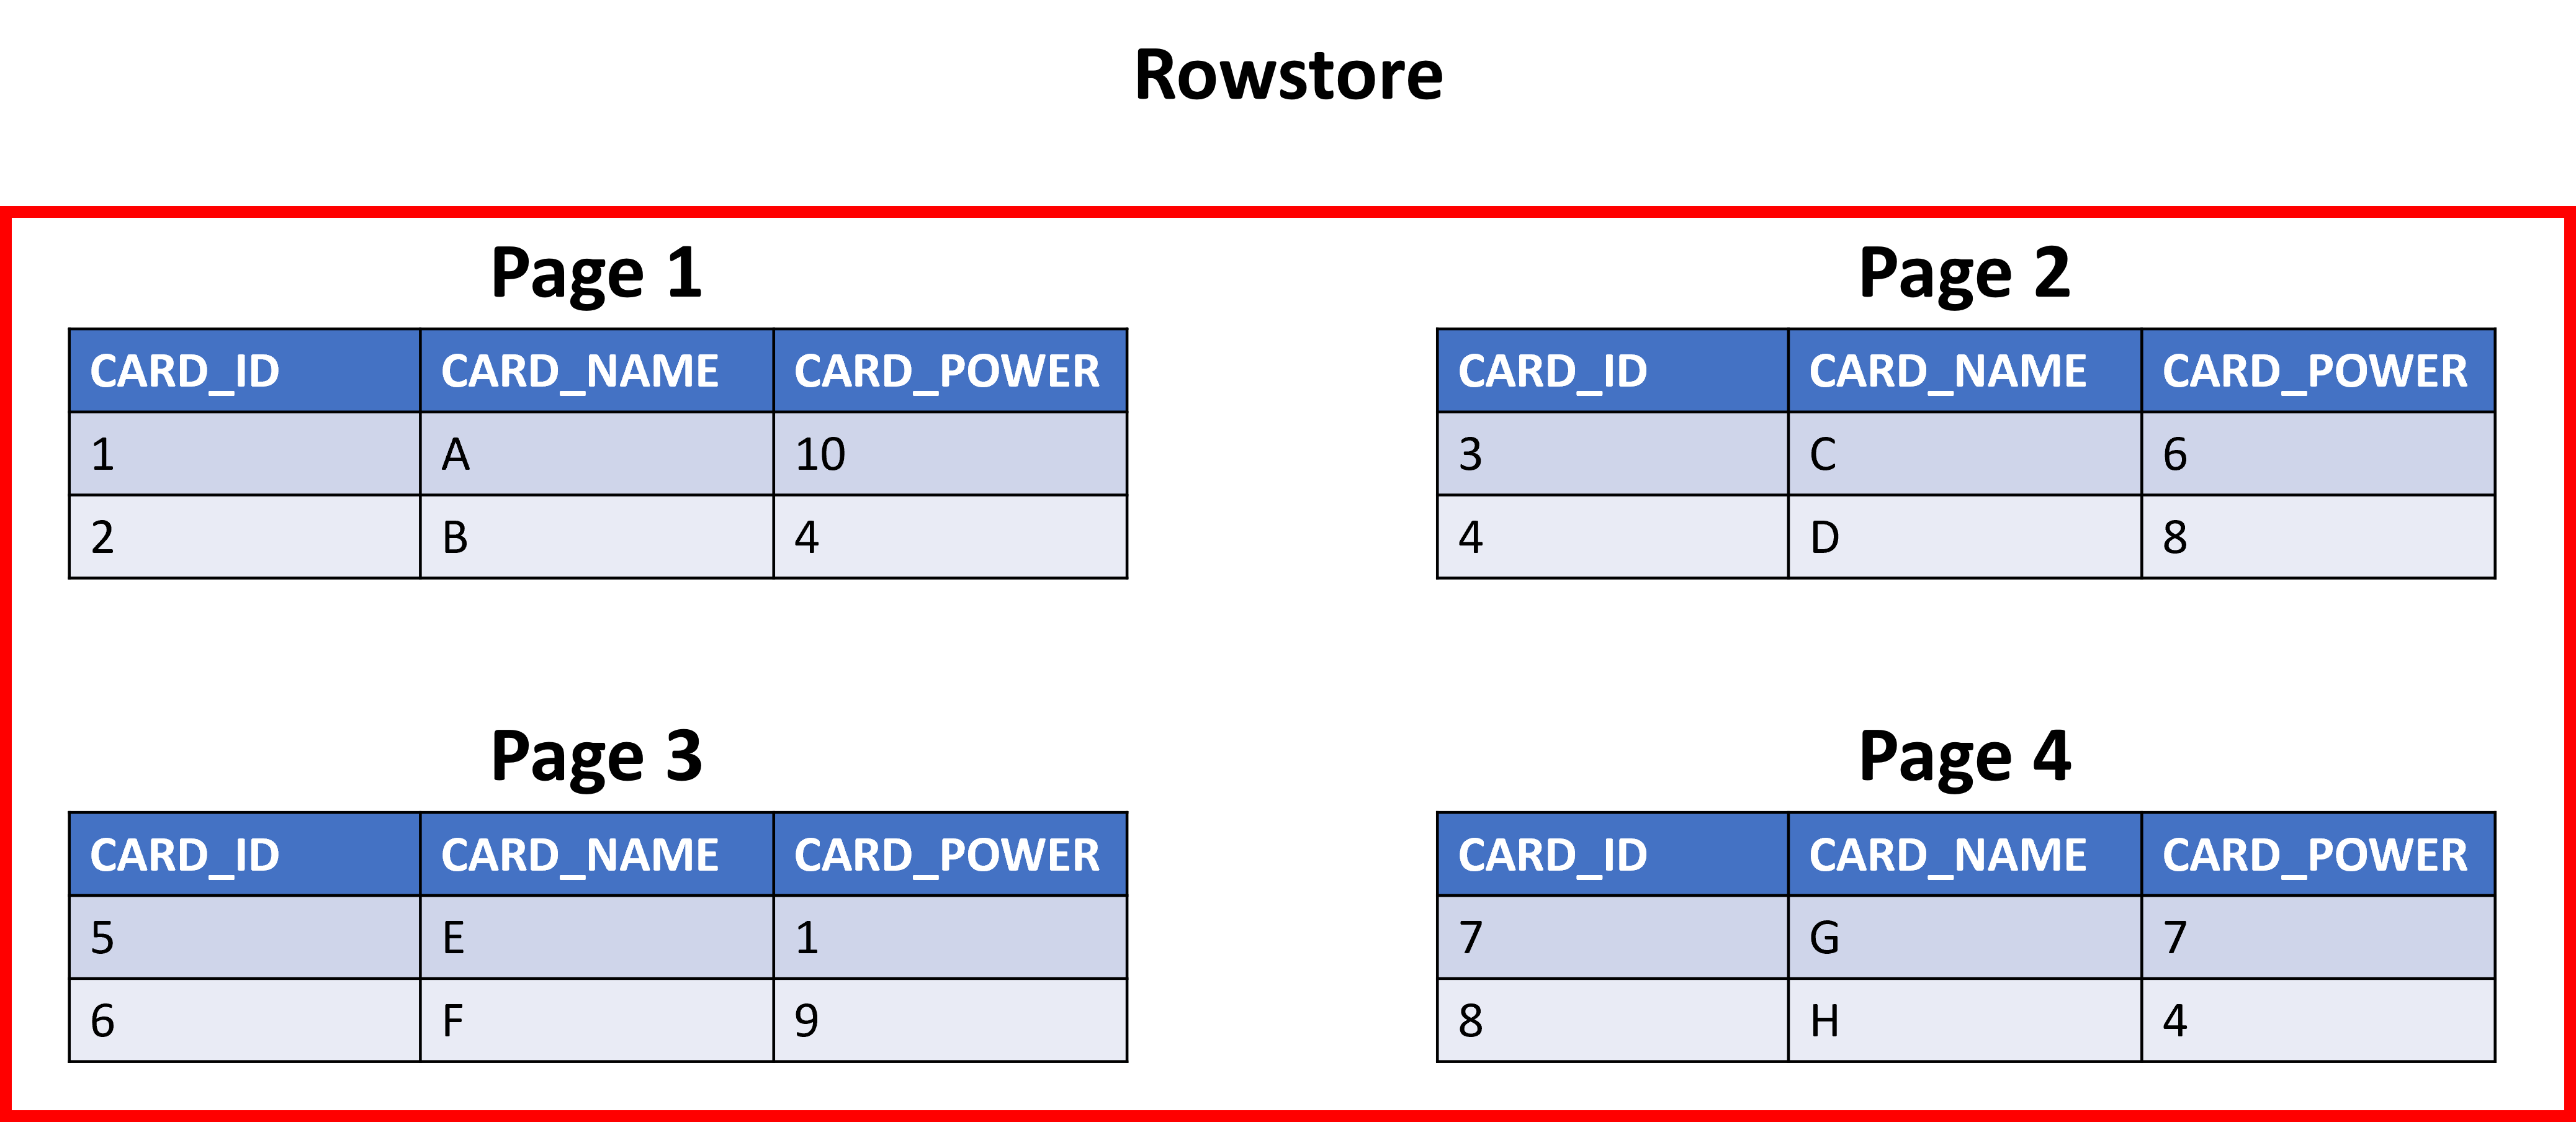 Rowstore
Page 1
CARD_ID CARD_NAME CARD_POWER
1 A 10
2 B 4
Page 2
CARD_ID CARD_NAME CARD_POWER
3 C 6
4 D 8
Page 3
CARD_ID CARD_NAME CARD_POWER
5 E 1
6 F 9
Page 4
CARD_ID CARD_NAME CARD_POWER
7 G 7
8 H 4